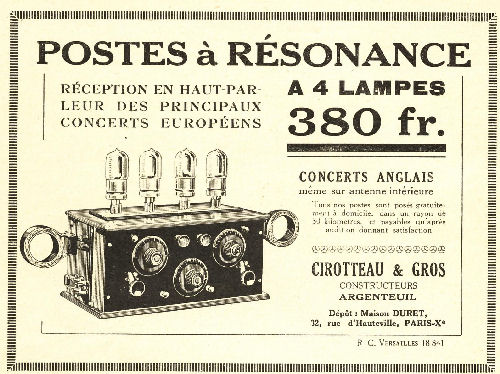 POSTES à RÉSONANCE
RÉCEPTION EN HAUT-PAR-
LEUR DES PRINCIPAUX
CONCERTS EUROPÉENS
A 4 LAMPES
380 fr.
CONCERTS ANGLAIS
même sur antenne intérieure
Tous nos postes sont posés gratuite-
ment à domicile, dans un rayon de
50 kilomètres, et payables qu'après
audition donnant satisfaction
CIROTTEAU & GROS
CONSTRUCTEURS
ARGENTEUIL
Dépôt : Maison DURET,
12, rue d'Hauteville, PARIS-Xe
R. C. VERSAILLES